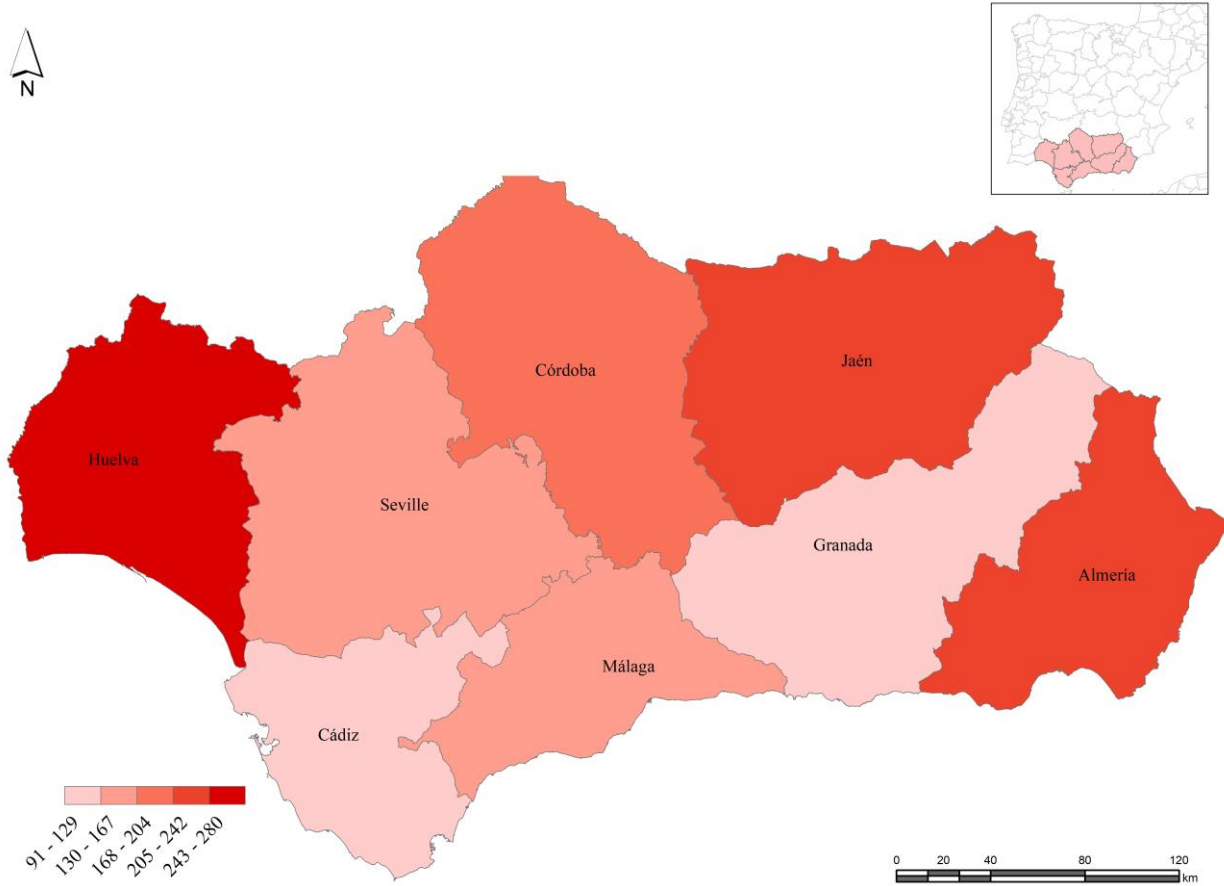 N
Córdoba
Jaén
Huelva
Seville
Granada
Almería
Málaga
Cádiz
91 - 129
130 - 167
168 - 204
205 - 242
243 - 280
0 20 40 80 120
km